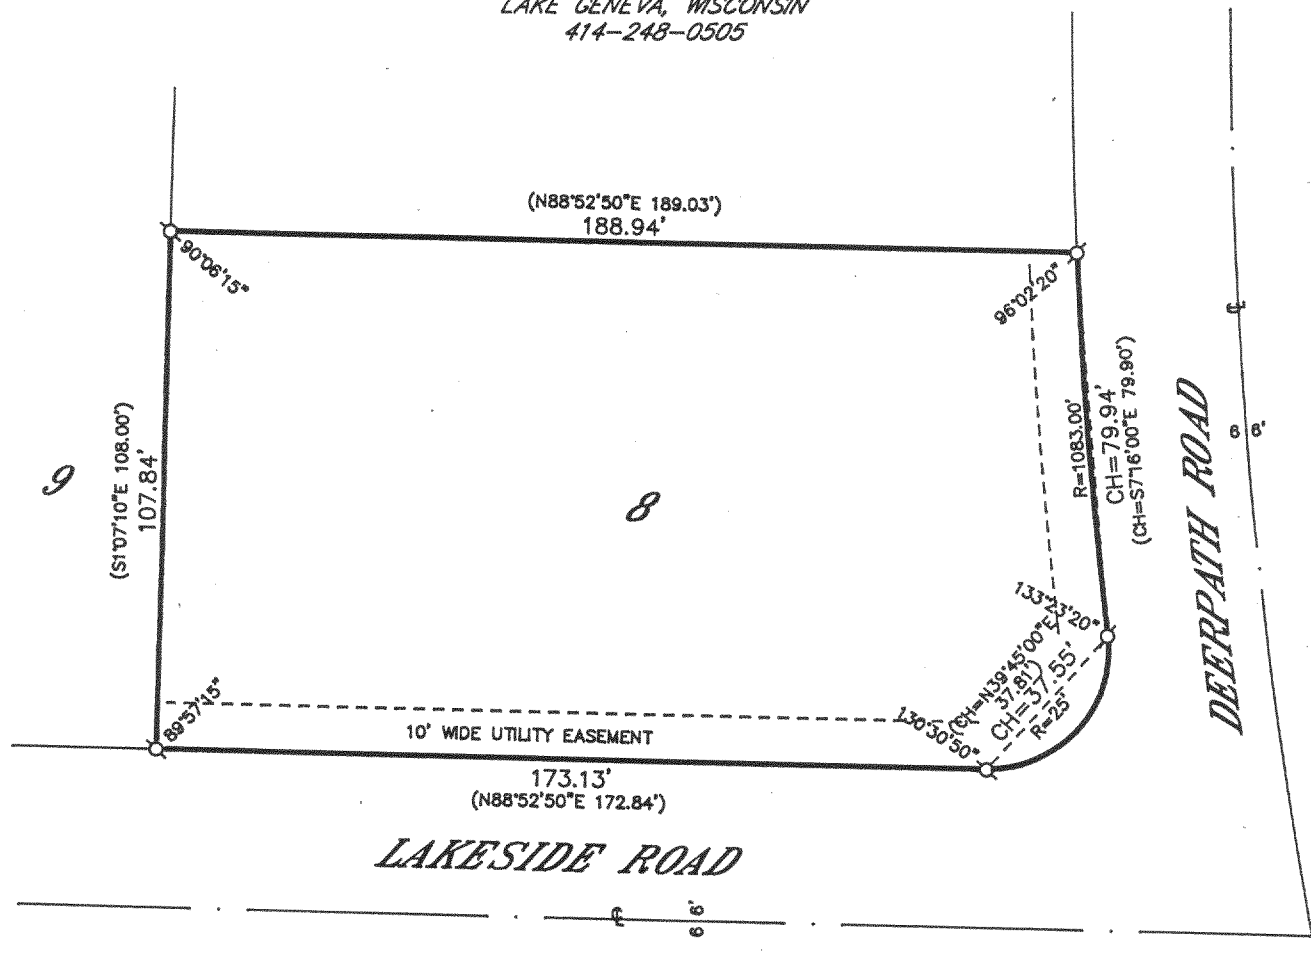 LAKE GENEVA, WISCONSIN
414-248-0505
(N88°52'50"E 189.03')
188.94'
90°06'15"
96°02'20"
(S1°07'10"E 108.00')
107.84'
9
8
R=1083.00'
CH=79.94'
(CH=S7°16'00"E 79.90')
DEERPATH ROAD
66'
133°23'20"
(CH=N39°45'00"E
37.81')
CH=37.55'
R=25'
130°30'50"
89°57'15"
10' WIDE UTILITY EASEMENT
173.13'
(N88°52'50"E 172.84')
LAKESIDE ROAD
66'